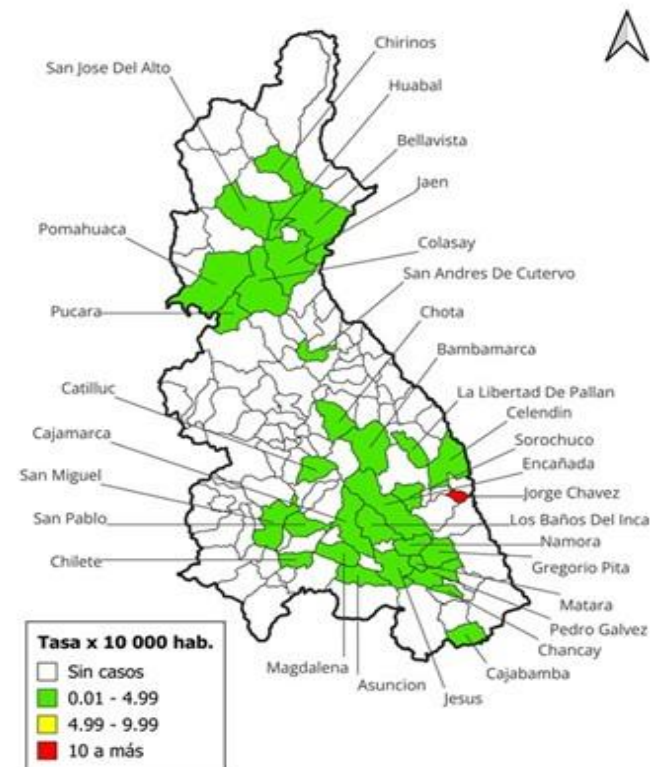 Chirinos
San Jose Del Alto
Huabal
Bellavista
Jaen
Pomahuaca
Colasay
San Andres De Cutervo
Pucara
Chota
Bambamarca
Catilluc
La Libertad De Pallan
Celendin
Cajamarca
Sorochuco
San Miguel
Encañada
Jorge Chavez
San Pablo
Los Baños Del Inca
Namora
Chilete
Gregorio Pita
Matara
Pedro Galvez
Chancay
Cajabamba
Magdalena
Asuncion
Jesus
Tasa x 10 000 hab.
Sin casos
0.01 - 4.99
4.99 - 9.99
10 a más